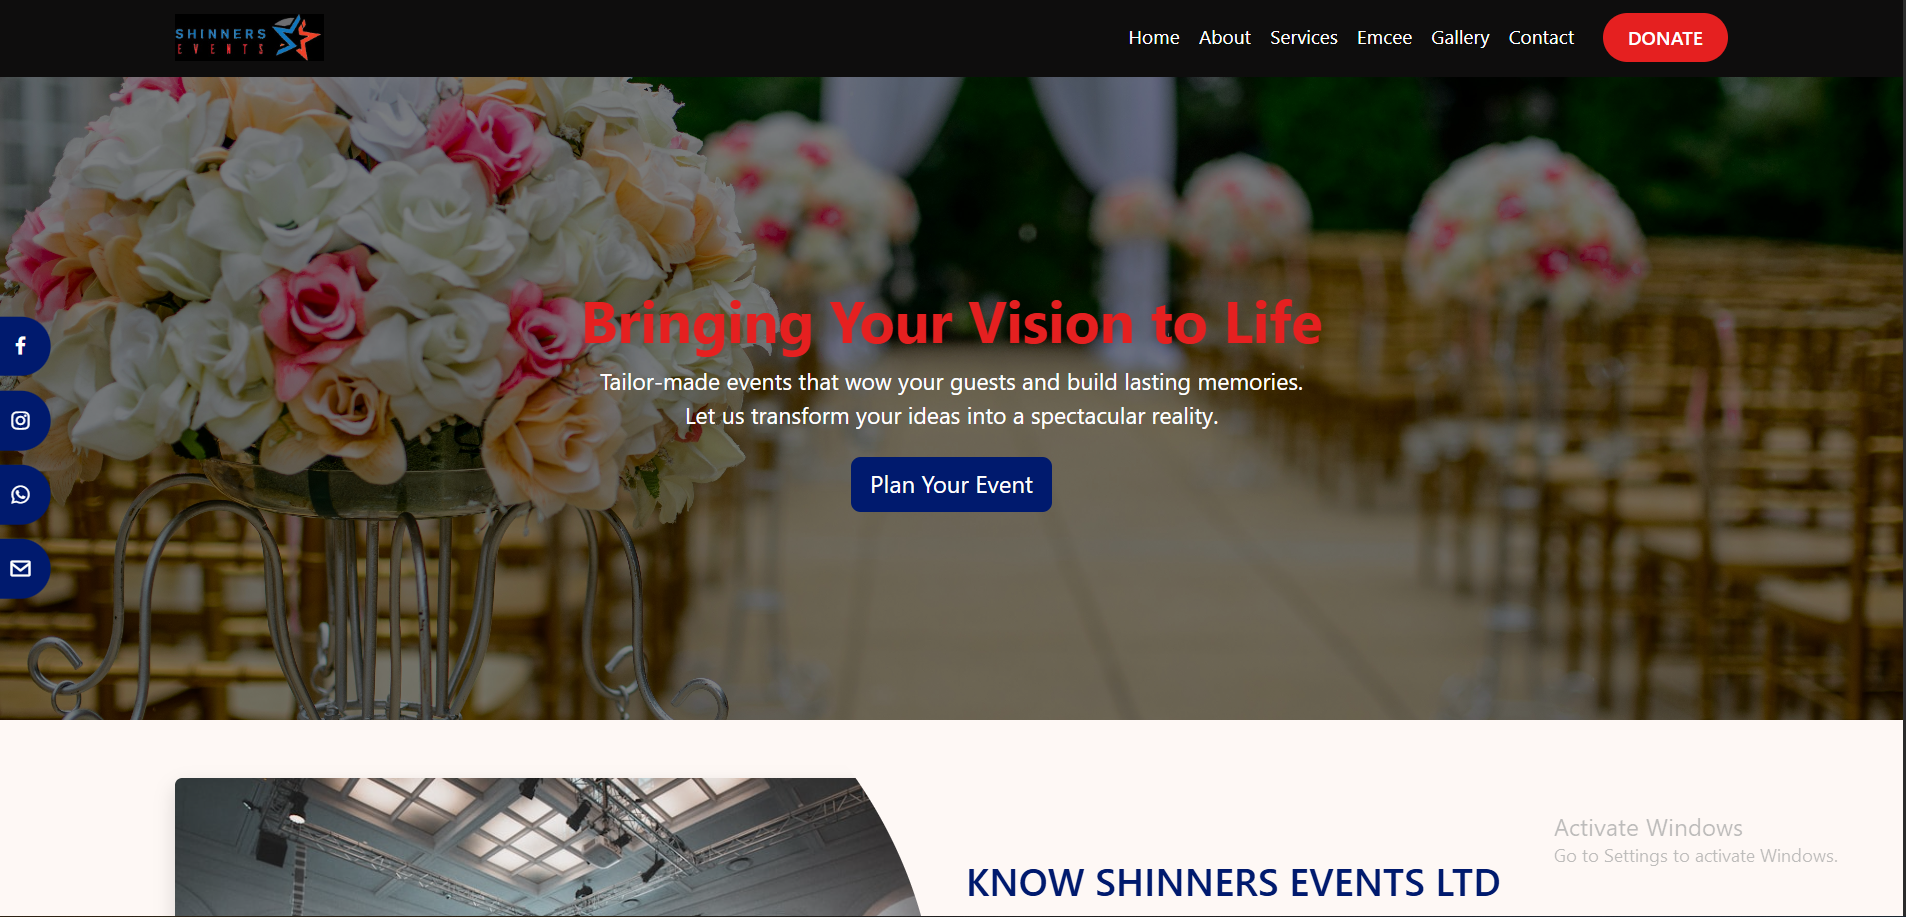 SHINNERS
EVENTS
Home About Services Emcee Gallery Contact DONATE
Bringing Your Vision to Life
Tailor-made events that wow your guests and build lasting memories.
Let us transform your ideas into a spectacular reality.
Plan Your Event
KNOW SHINNERS EVENTS LTD
Activate Windows
Go to Settings to activate Windows.